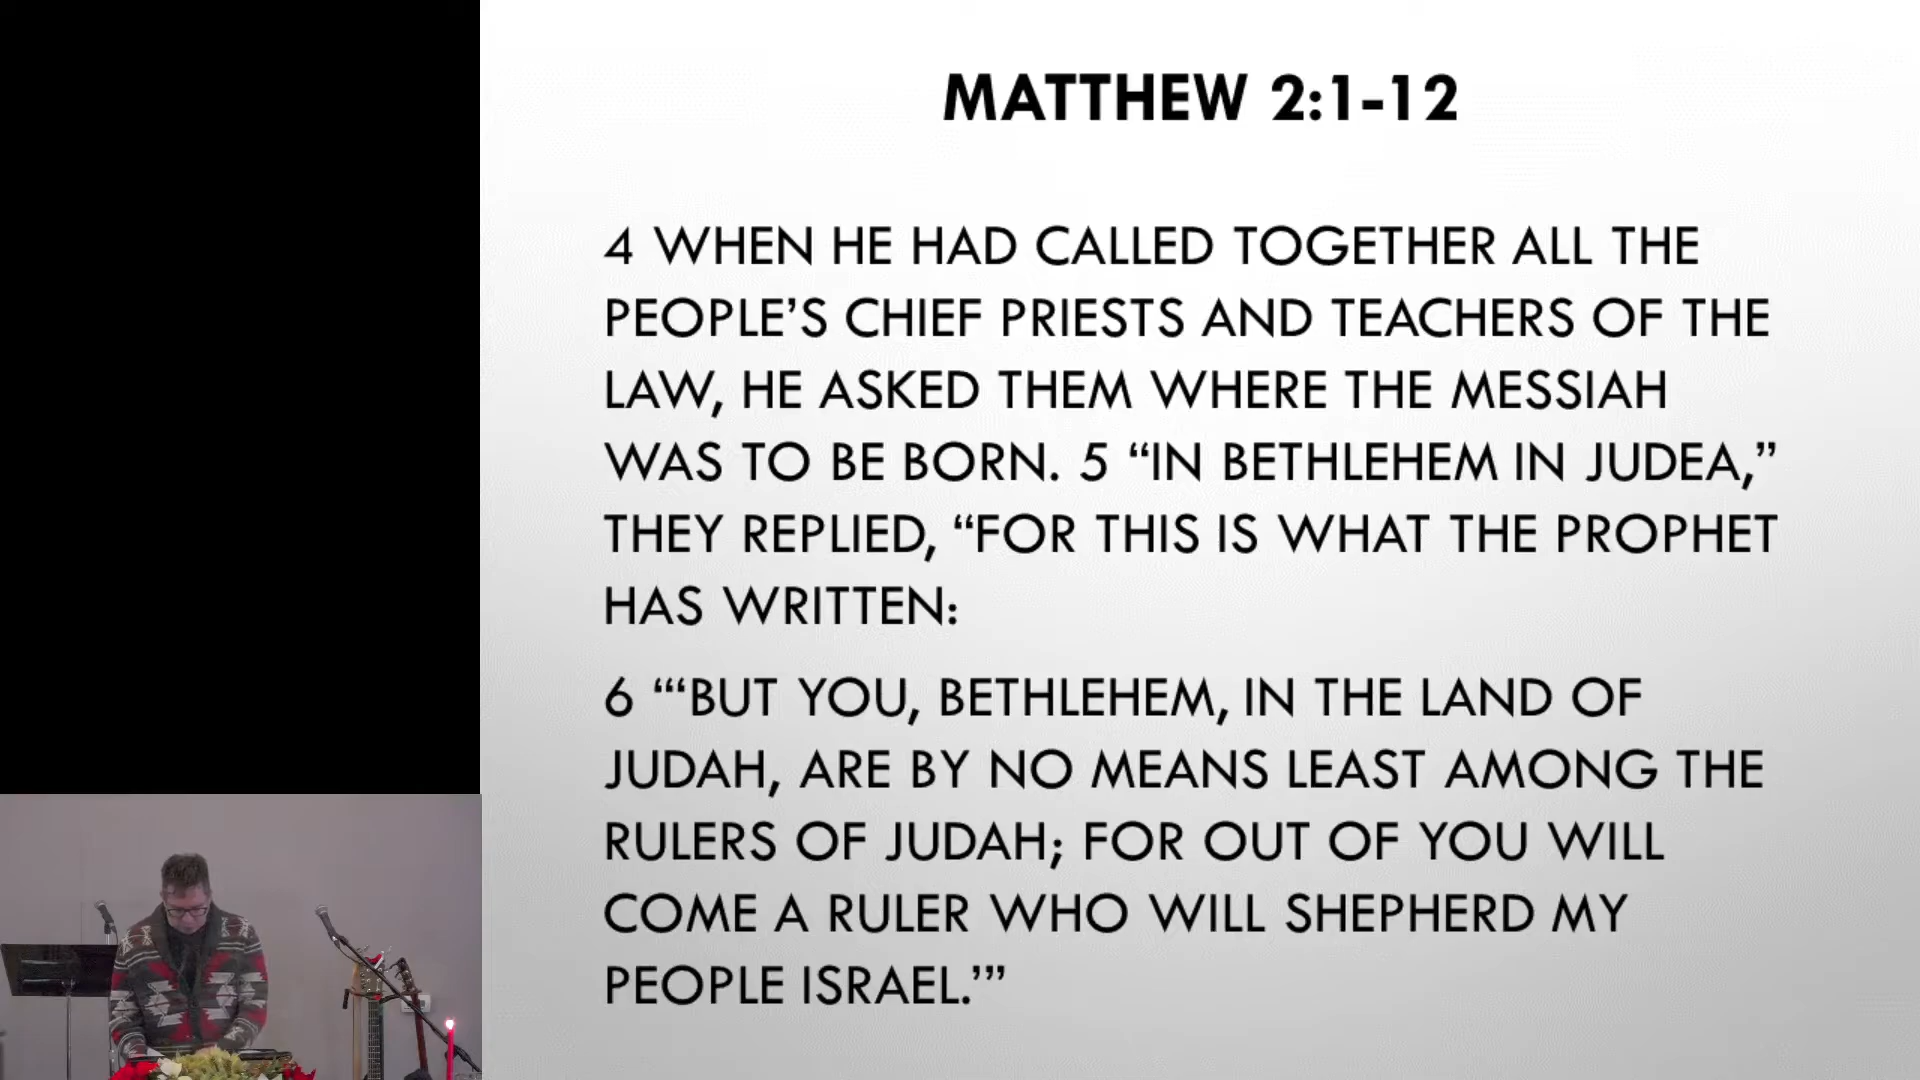 MATTHEW 2:1-12
4 WHEN HE HAD CALLED TOGETHER ALL THE
PEOPLE’S CHIEF PRIESTS AND TEACHERS OF THE
LAW, HE ASKED THEM WHERE THE MESSIAH
WAS TO BE BORN. 5 “IN BETHLEHEM IN JUDEA,”
THEY REPLIED, “FOR THIS IS WHAT THE PROPHET
HAS WRITTEN:
6 “‘BUT YOU, BETHLEHEM, IN THE LAND OF
JUDAH, ARE BY NO MEANS LEAST AMONG THE
RULERS OF JUDAH; FOR OUT OF YOU WILL
COME A RULER WHO WILL SHEPHERD MY
PEOPLE ISRAEL.’”